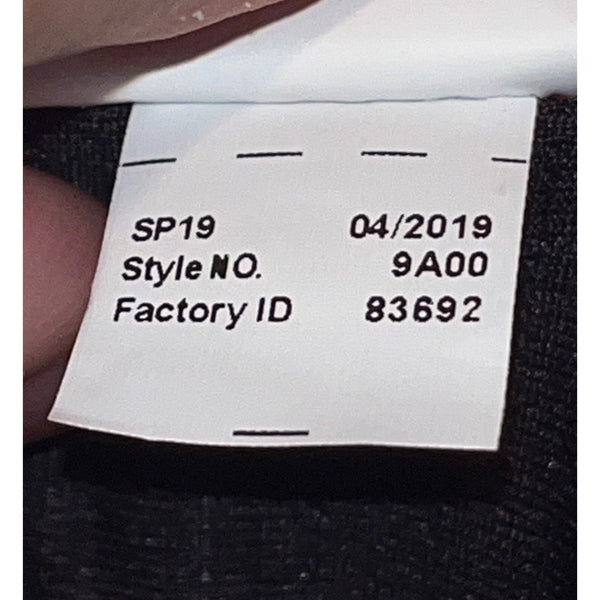 SP19 04/2019
Style NO. 9A00
Factory ID 83692